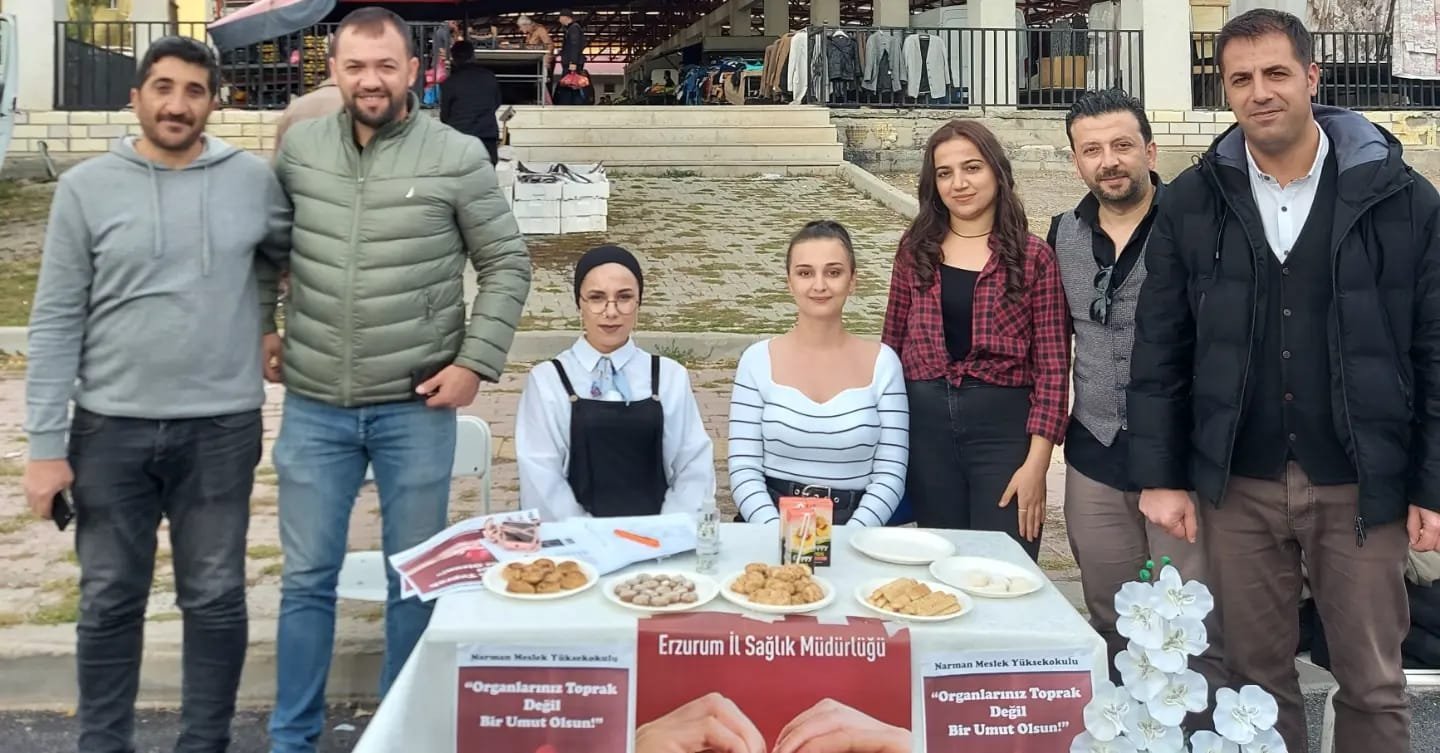 Erzurum İl Sağlık Müdürlüğü
Narman Meslek Yüksekokulu
"Organlarınız Toprak
Değil
Bir Umut Olsun!"
Narman Meslek Yüksekokulu
"Organlarınız Toprak
Değil
Bir Umut Olsun!"